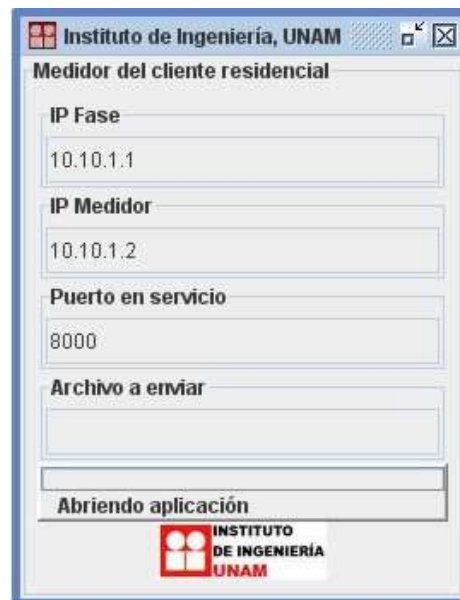 Instituto de Ingeniería, UNAM
Medidor del cliente residencial
IP Fase
10.10.1.1
IP Medidor
10.10.1.2
Puerto en servicio
8000
Archivo a enviar
Abriendo aplicación
INSTITUTO
DE INGENIERÍA
UNAM